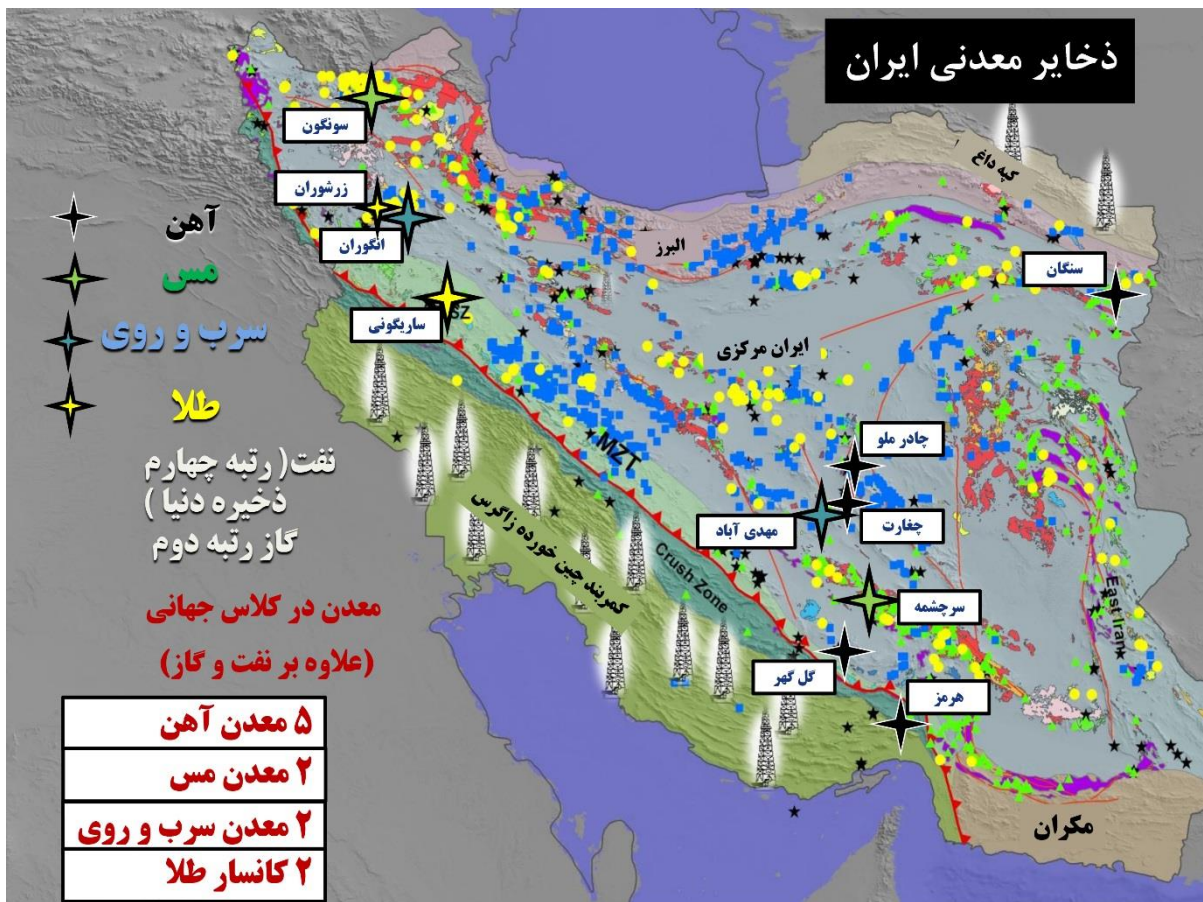 ذخایر معدنی ایران
سونگون
کپه داغ
زرشوران
انگوران
البرز
سنگان
آهن
مس
سرب و روی
طلا
SZ
ساریگونی
ایران مرکزی
نفت( رتبه چهارم
ذخیره دنیا )
گاز رتبه دوم
چادر ملو
MZT
چغارت
مهدی آباد
کمربند چین خورده زاگرس
Crush Zone
سرچشمه
East Iran
معدن در کلاس جهانی
(علاوه بر نفت و گاز)
گل گهر
هرمز
۵ معدن آهن
۲ معدن مس
۲ معدن سرب و روی
۲ کانسار طلا
مکران